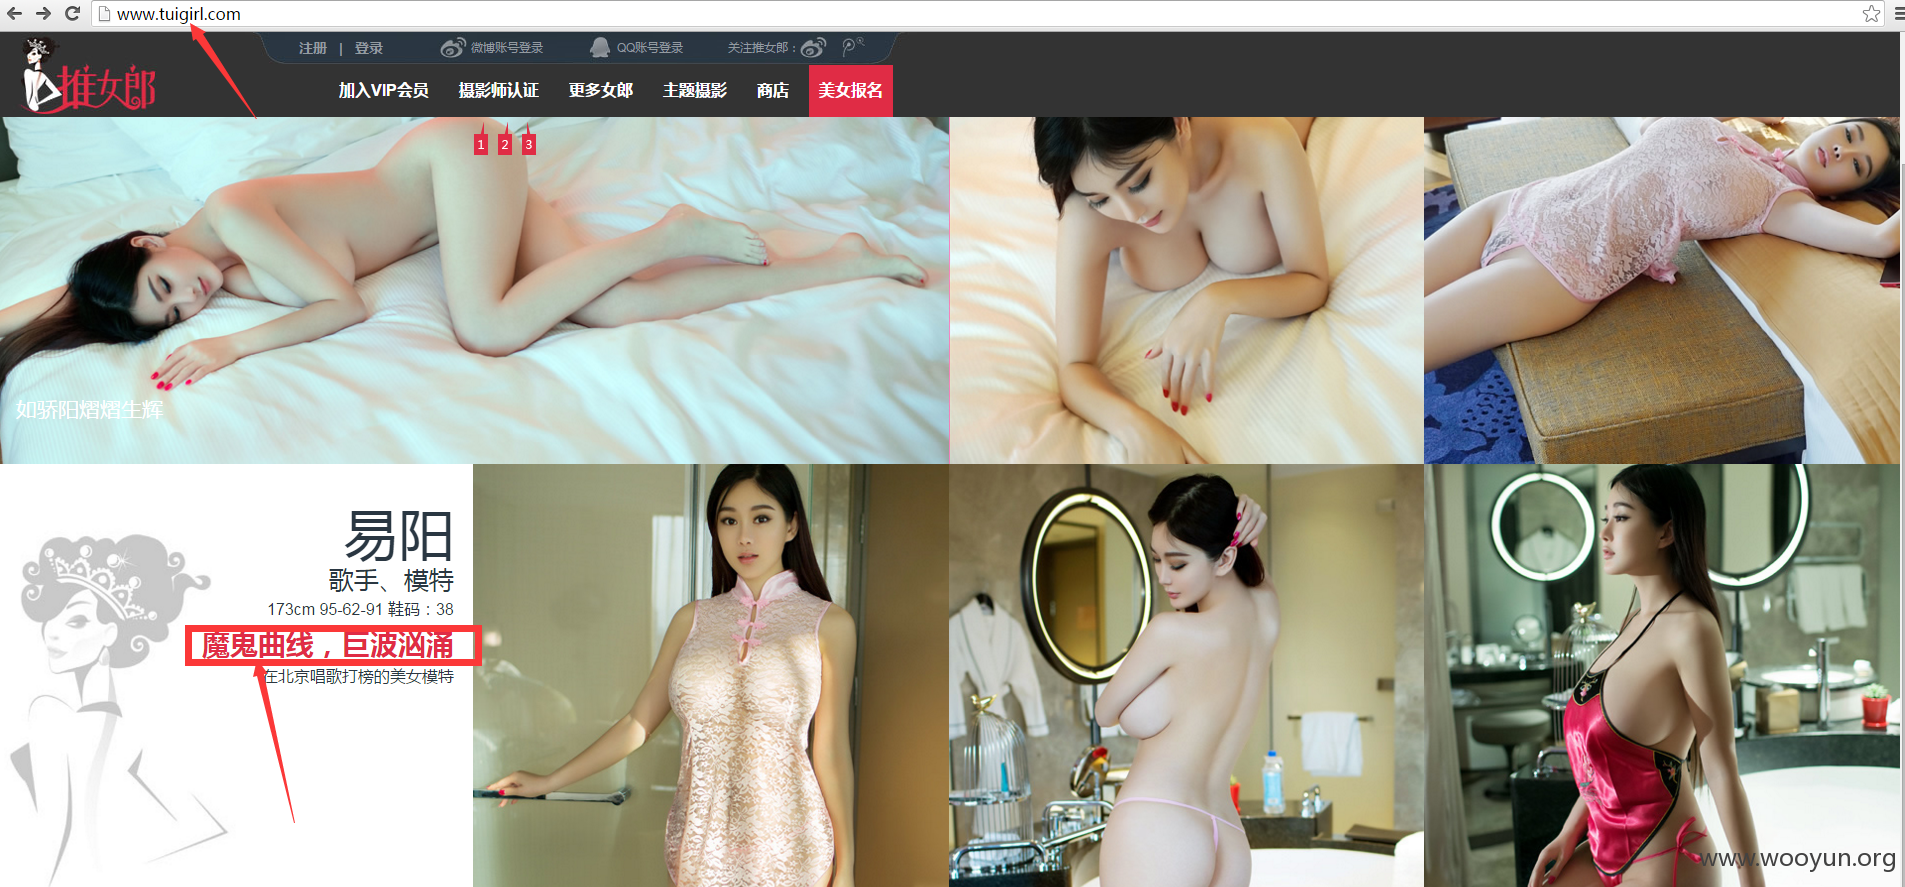 www.tuigirl.com
注册 | 登录 微博账号登录 QQ账号登录 关注推女郎：
推女郎
加入VIP会员 摄影师认证 更多女郎 主题摄影 商店 美女报名
1 2 3
如骄阳熠熠生辉
易阳
歌手、模特
173cm 95-62-91 鞋码：38
魔鬼曲线，巨波汹涌
在北京唱歌打榜的美女模特
www.wooyun.org